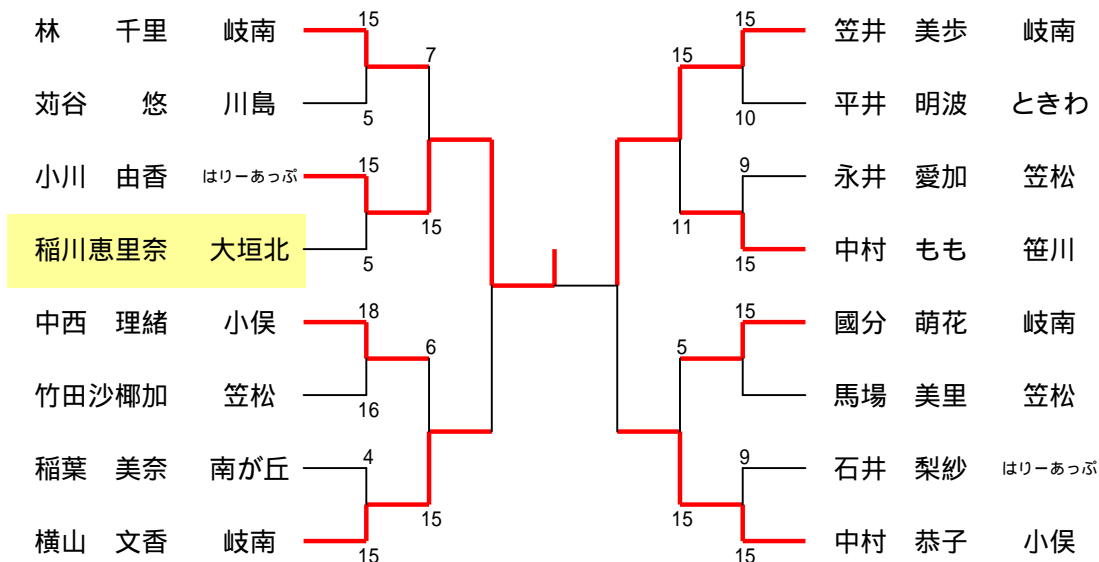 林 千里 岐南
苅谷 悠 川島
小川 由香 はりーあっぷ
稲川恵里奈 大垣北
中西 理緒 小俣
竹田沙椰加 笠松
稲葉 美奈 南が丘
横山 文香 岐南
15
5
15
5
18
16
4
15
7
15
6
15
15
11
5
15
15
10
9
15
15
9
15
笠井 美歩 岐南
平井 明波 ときわ
永井 愛加 笠松
中村 もも 笹川
國分 萌花 岐南
馬場 美里 笠松
石井 梨紗 はりーあっぷ
中村 恭子 小俣